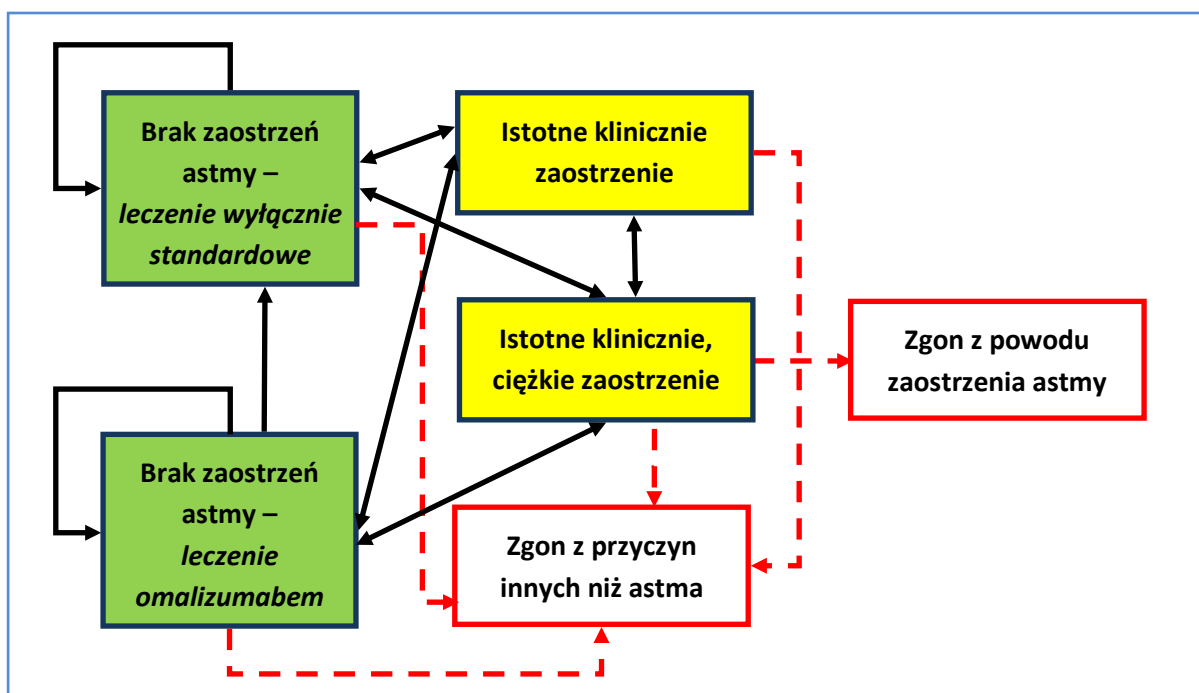 Brak zaostrzeń
astmy –
leczenie wyłącznie
standardowe
Istotne klinicznie
zaostrzenie
Istotne klinicznie,
ciężkie zaostrzenie
Zgon z powodu
zaostrzenia astmy
Brak zaostrzeń
astmy –
leczenie
omalizumabem
Zgon z przyczyn
innych niż astma